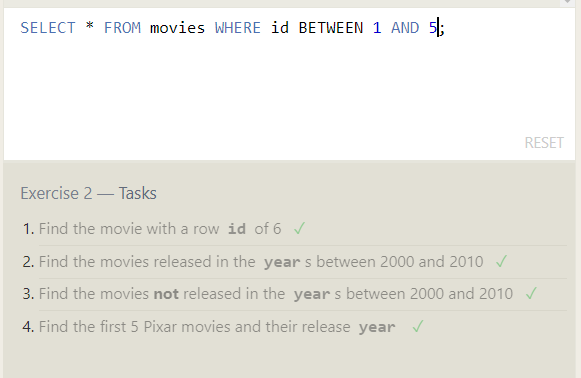 SELECT * FROM movies WHERE id BETWEEN 1 AND 5;
RESET
Exercise 2 — Tasks
1. Find the movie with a row id of 6 ✓
2. Find the movies released in the year s between 2000 and 2010 ✓
3. Find the movies not released in the year s between 2000 and 2010 ✓
4. Find the first 5 Pixar movies and their release year ✓